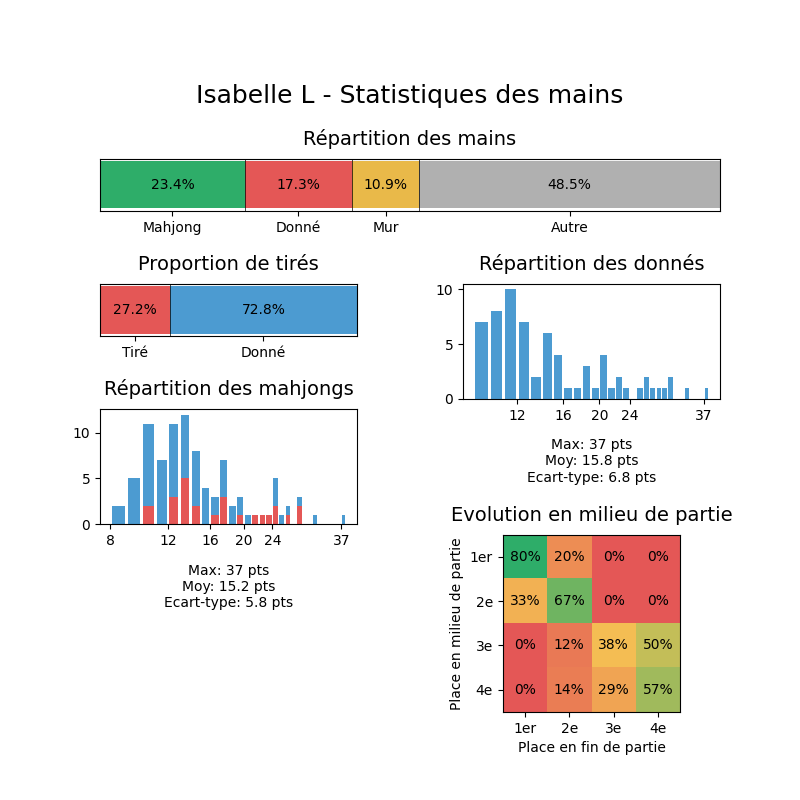 Isabelle L - Statistiques des mains
Répartition des mains
23.4% 17.3% 10.9% 48.5%
Mahjong Donné Mur Autre
Proportion de tirés
27.2% 72.8%
Tiré Donné
Répartition des donnés
10
5
0
12 16 20 24 37
Max: 37 pts
Moy: 15.8 pts
Ecart-type: 6.8 pts
Répartition des mahjongs
10
5
0
8 12 16 20 24 37
Max: 37 pts
Moy: 15.2 pts
Ecart-type: 5.8 pts
Evolution en milieu de partie
Place en milieu de partie
1er 80% 20% 0% 0%
2e 33% 67% 0% 0%
3e 0% 12% 38% 50%
4e 0% 14% 29% 57%
1er 2e 3e 4e
Place en fin de partie